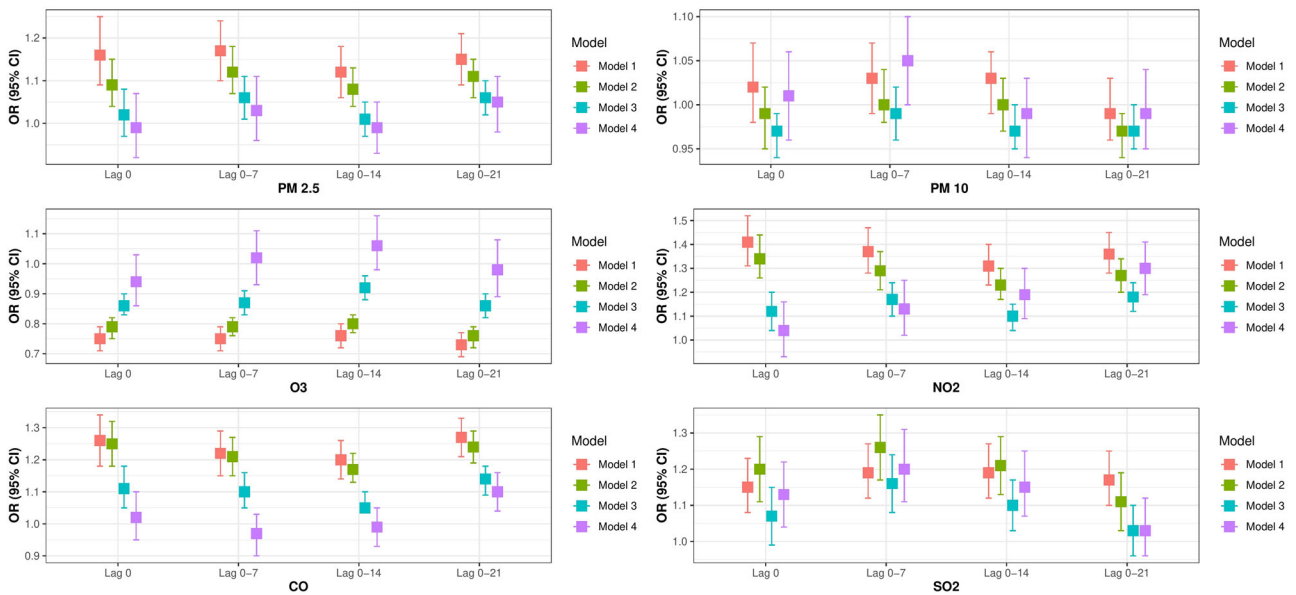 OR (95% CI)
1.2
1.1
1.0
Lag 0
Lag 0−7
Lag 0−14
Lag 0−21
PM 2.5
Model
Model 1
Model 2
Model 3
Model 4
OR (95% CI)
1.10
1.05
1.00
0.95
Lag 0
Lag 0−7
Lag 0−14
Lag 0−21
PM 10
Model
Model 1
Model 2
Model 3
Model 4
OR (95% CI)
1.1
1.0
0.9
0.8
0.7
Lag 0
Lag 0−7
Lag 0−14
Lag 0−21
O3
Model
Model 1
Model 2
Model 3
Model 4
OR (95% CI)
1.5
1.4
1.3
1.2
1.1
1.0
Lag 0
Lag 0−7
Lag 0−14
Lag 0−21
NO2
Model
Model 1
Model 2
Model 3
Model 4
OR (95% CI)
1.3
1.2
1.1
1.0
0.9
Lag 0
Lag 0−7
Lag 0−14
Lag 0−21
CO
Model
Model 1
Model 2
Model 3
Model 4
OR (95% CI)
1.3
1.2
1.1
1.0
Lag 0
Lag 0−7
Lag 0−14
Lag 0−21
SO2
Model
Model 1
Model 2
Model 3
Model 4